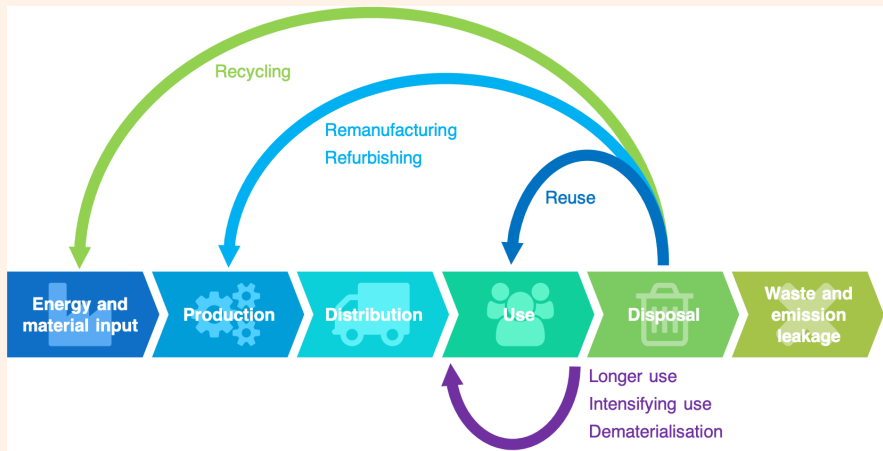 Recycling
Remanufacturing
Refurbishing
Reuse
Energy and
material input
Production
Distribution
Use
Disposal
Waste and
emission
leakage
Longer use
Intensifying use
Dematerialisation